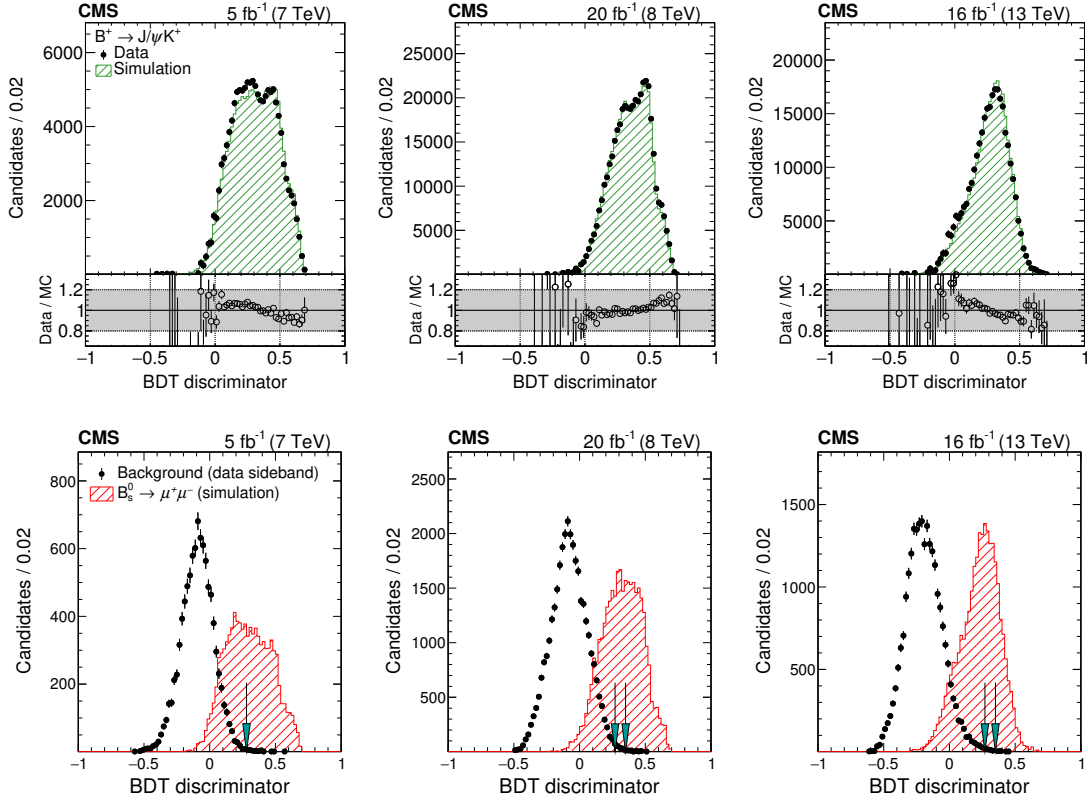 CMS 5 fb⁻¹ (7 TeV)
B⁺ → J/ψK⁺
Data
Simulation
Candidates / 0.02
6000
4000
2000
Data / MC
1.2
1
0.8
−1 −0.5 0 0.5 1
BDT discriminator
CMS 20 fb⁻¹ (8 TeV)
Candidates / 0.02
25000
20000
15000
10000
5000
Data / MC
1.2
1
0.8
−1 −0.5 0 0.5 1
BDT discriminator
CMS 16 fb⁻¹ (13 TeV)
Candidates / 0.02
20000
15000
10000
5000
Data / MC
1.2
1
0.8
−1 −0.5 0 0.5 1
BDT discriminator
CMS 5 fb⁻¹ (7 TeV)
Background (data sideband)
B⁰ₛ → μ⁺μ⁻ (simulation)
Candidates / 0.02
800
600
400
200
−1 −0.5 0 0.5 1
BDT discriminator
CMS 20 fb⁻¹ (8 TeV)
Candidates / 0.02
2500
2000
1500
1000
500
−1 −0.5 0 0.5 1
BDT discriminator
CMS 16 fb⁻¹ (13 TeV)
Candidates / 0.02
1500
1000
500
−1 −0.5 0 0.5 1
BDT discriminator